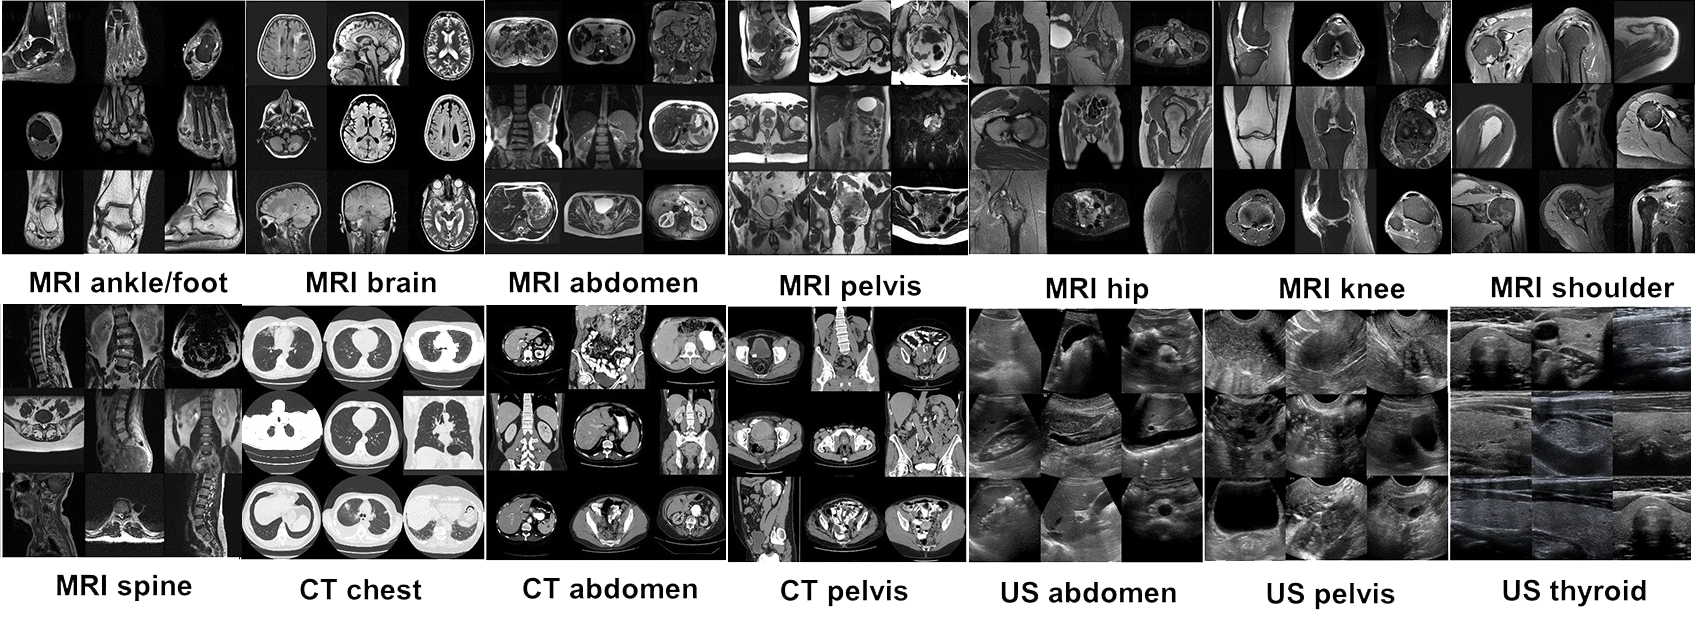 MRI ankle/foot
MRI brain
MRI abdomen
MRI pelvis
MRI hip
MRI knee
MRI shoulder
MRI spine
CT chest
CT abdomen
CT pelvis
US abdomen
US pelvis
US thyroid